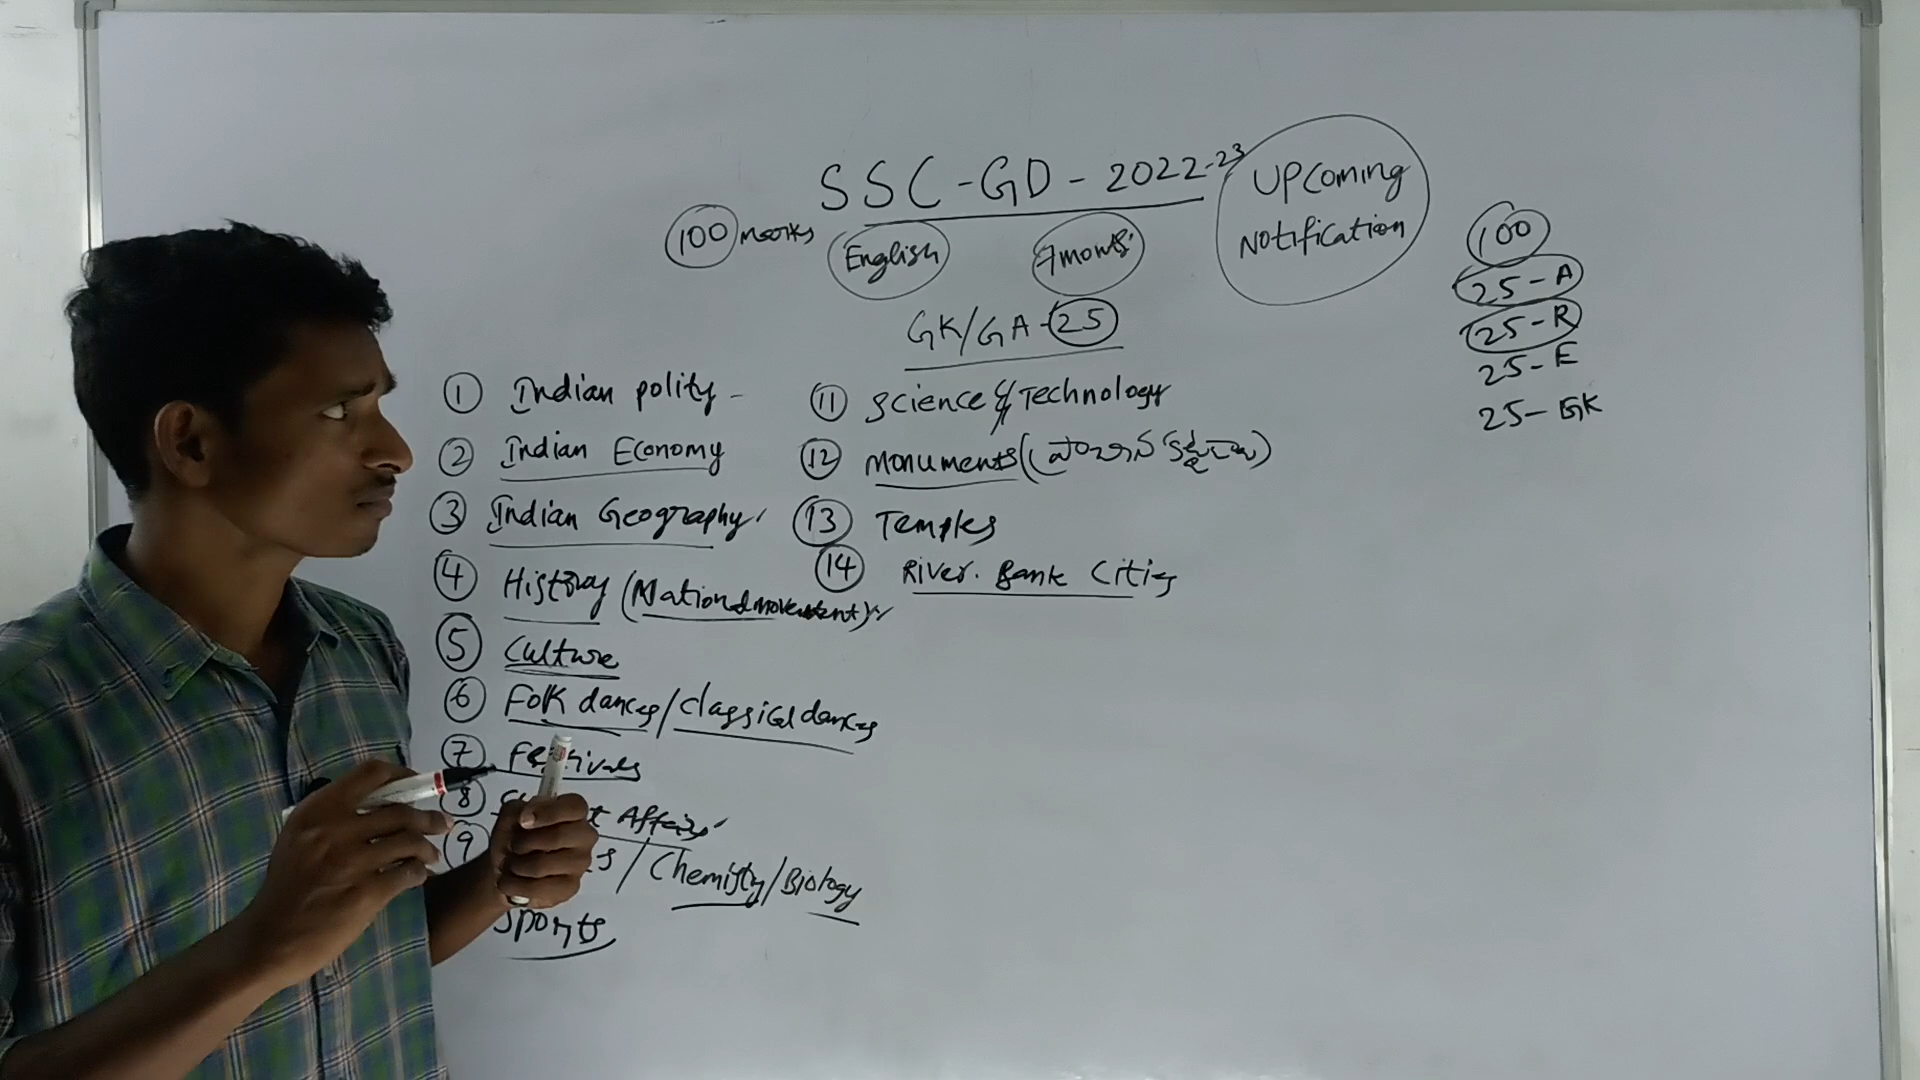 SSC-GD-2022-23
UPComing
Notification
100 marks
English
GK/GA-25
100
25-A
25-R
25-E
25-GK
1 Indian polity-
2 Indian Economy
3 Indian Geography
4 History (National movement)
5 Culture
6 Folk dances/classical dances
7 Festivals
8 Affairs
9 /Chemistry/Biology
Sports
11 Science & Technology
12 Monuments
13 Temples
14 River. Bank Cities